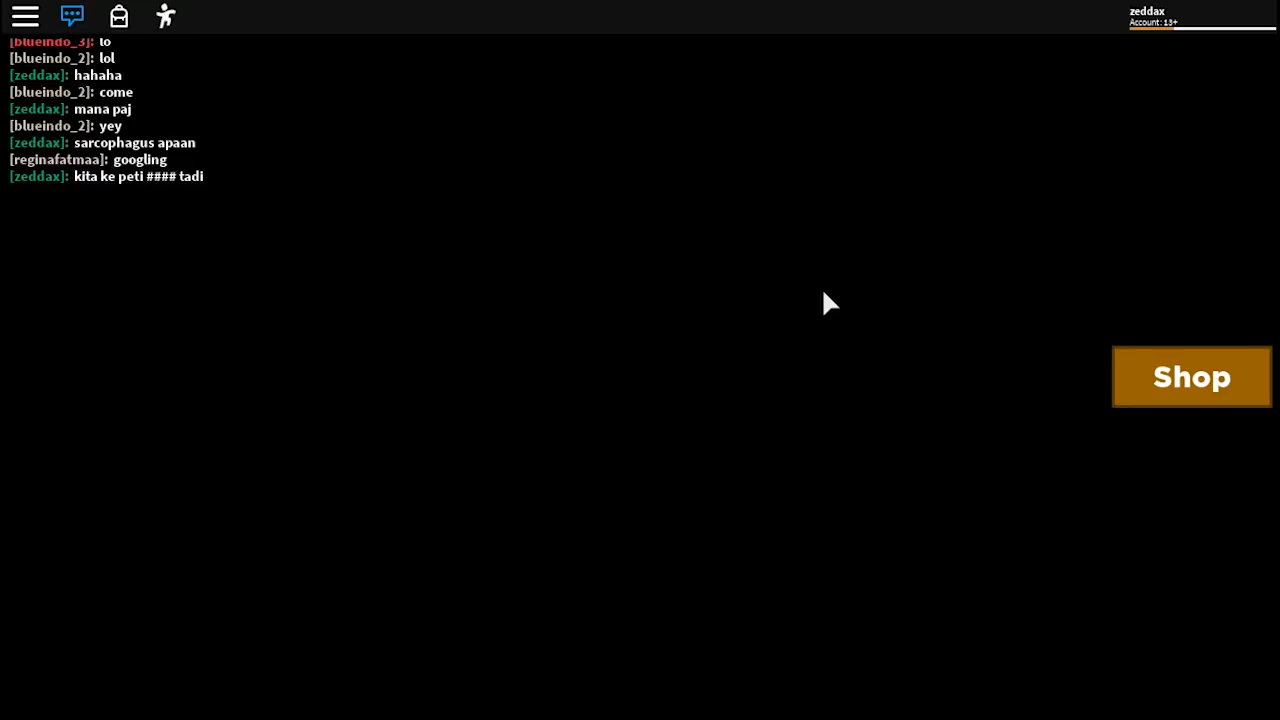 zeddax
Account: 13+
[blueindo_3]: lo
[blueindo_2]: lol
[zeddax]: hahaha
[blueindo_2]: come
[zeddax]: mana paj
[blueindo_2]: yey
[zeddax]: sarcophagus apaan
[reginafatmaa]: googling
[zeddax]: kita ke peti #### tadi
Shop